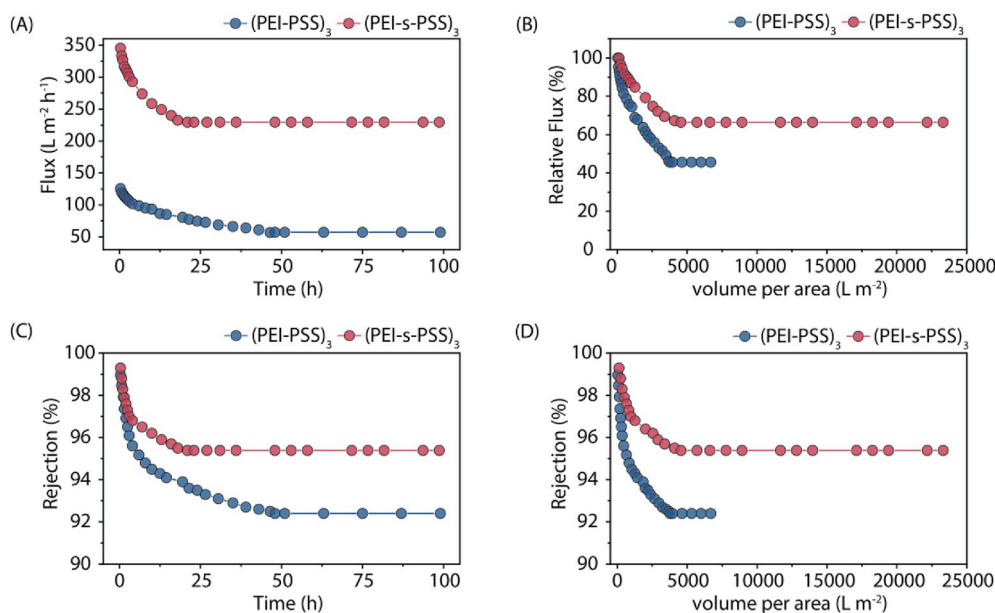 (A)
(PEI-PSS)3 (PEI-s-PSS)3
Flux (L m⁻² h⁻¹)
350
300
250
200
150
100
50
0 25 50 75 100
Time (h)
(B)
(PEI-PSS)3 (PEI-s-PSS)3
Relative Flux (%)
100
80
60
40
20
0
0 5000 10000 15000 20000 25000
volume per area (L m⁻²)
(C)
(PEI-PSS)3 (PEI-s-PSS)3
Rejection (%)
100
98
96
94
92
90
0 25 50 75 100
Time (h)
(D)
(PEI-PSS)3 (PEI-s-PSS)3
Rejection (%)
100
98
96
94
92
90
0 5000 10000 15000 20000 25000
volume per area (L m⁻²)